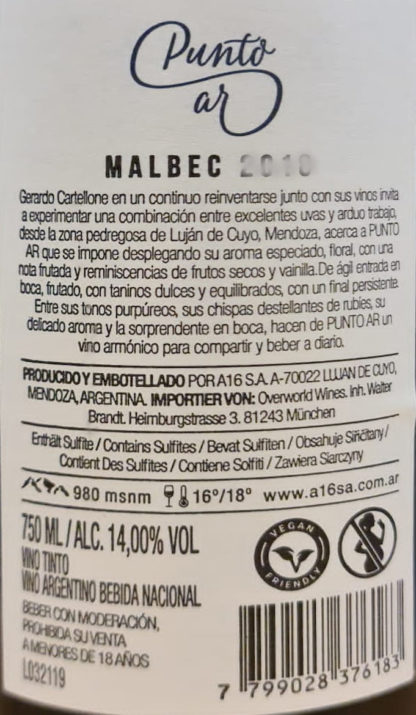 Punto
ar
MALBEC 2018
Gerardo Cartellone en un continuo reinventarse junto con sus vinos invita
a experimentar una combinación entre excelentes uvas y arduo trabajo,
desde la zona pedregosa de Luján de Cuyo, Mendoza, acerca a PUNTO
AR que se impone desplegando su aroma especiado, floral, con una
nota frutada y reminiscencias de frutos secos y vainilla.De ágil entrada en
boca, frutado, con taninos dulces y equilibrados, con un final persistente.
Entre sus tonos purpúreos, sus chispas destellantes de rubíes, su
delicado aroma y la sorprendente en boca, hacen de PUNTO AR un
vino armónico para compartir y beber a diario.
PRODUCIDO Y EMBOTELLADO POR A16 S.A. A-70022 LLUJAN DE CUYO,
MENDOZA, ARGENTINA. IMPORTIER VON: Overworld Wines. Inh. Walter
Brandt. Heimburgstrasse 3. 81243 München
Enthält Sulfite / Contains Sulfites / Bevat Sulfiten / Obsahuje Siřičitany /
Contient Des Sulfites / Contiene Solfiti / Zawiera Siarczyny
980 msnm 16°/18° www.a16sa.com.ar
750 ML / ALC. 14,00% VOL
VINO TINTO
VINO ARGENTINO BEBIDA NACIONAL
BEBER CON MODERACIÓN,
PROHIBIDA SU VENTA
A MENORES DE 18 AÑOS
L032119
VEGAN
FRIENDLY
7 799028 376183